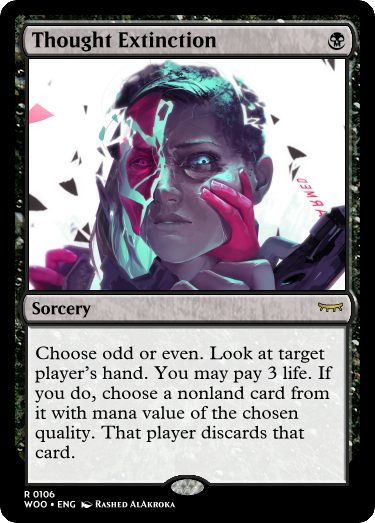 Thought Extinction
ARMED
Sorcery
Choose odd or even. Look at target
player's hand. You may pay 3 life. If
you do, choose a nonland card from
it with mana value of the chosen
quality. That player discards that
card.
R 0106
WOO • ENG RASHED ALAKROKA